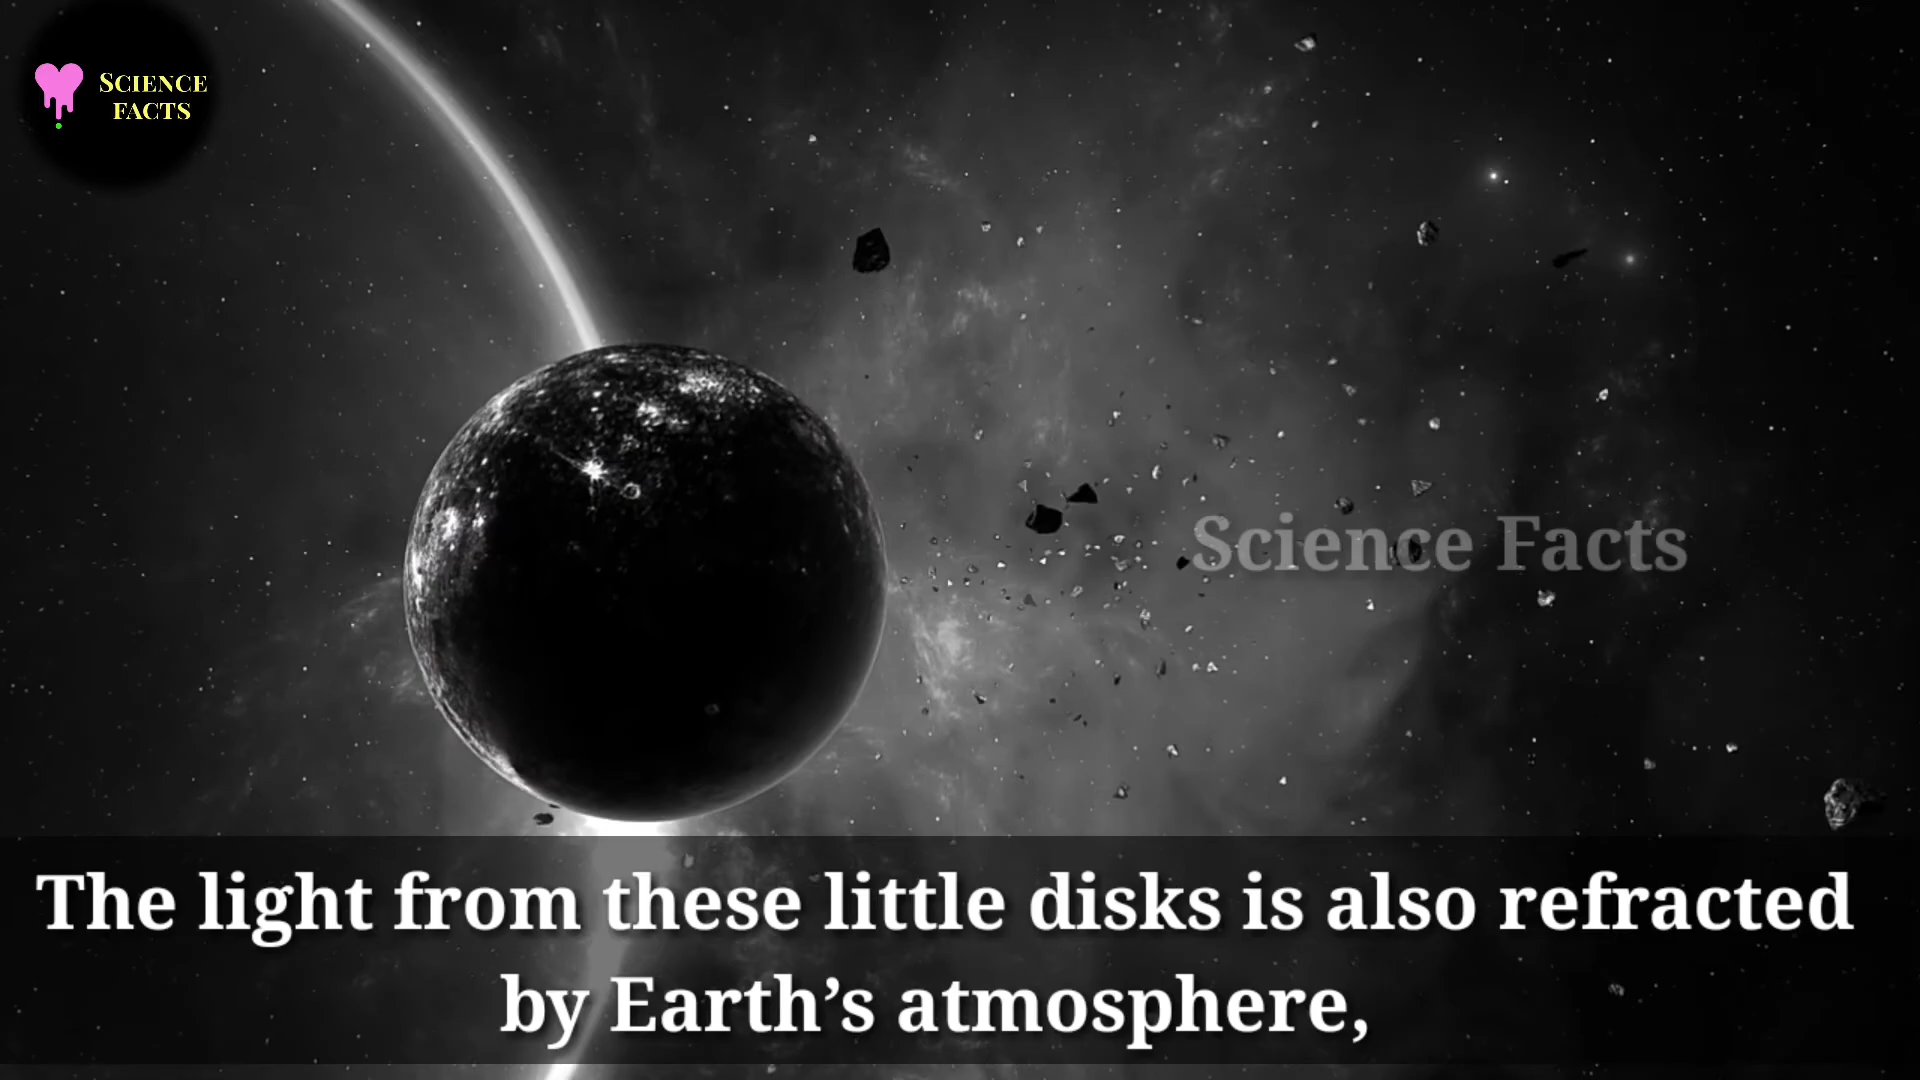 SCIENCE
FACTS
Science Facts
The light from these little disks is also refracted
by Earth’s atmosphere,